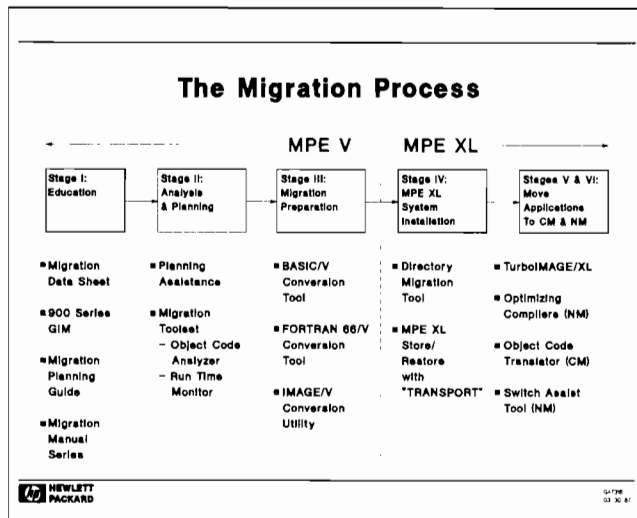 The Migration Process
MPE V
MPE XL
Stage I:
Education
Stage II:
Analysis
& Planning
Stage III:
Migration
Preparation
Stage IV:
MPE XL
System
Installation
Stages V & VI:
Move
Applications
To CM & NM
■ Migration
Data Sheet
■ 900 Series
GIM
■ Migration
Planning
Guide
■ Migration
Manual
Series
■ Planning
Assistance
■ Migration
Toolset
- Object Code
Analyzer
- Run Time
Monitor
■ BASIC/V
Conversion
Tool
■ FORTRAN 66/V
Conversion
Tool
■ IMAGE/V
Conversion
Utility
■ Directory
Migration
Tool
■ MPE XL
Store/
Restore
with
"TRANSPORT"
■ TurboIMAGE/XL
■ Optimizing
Compilers (NM)
■ Object Code
Translator (CM)
■ Switch Assist
Tool (NM)
hp HEWLETT
PACKARD